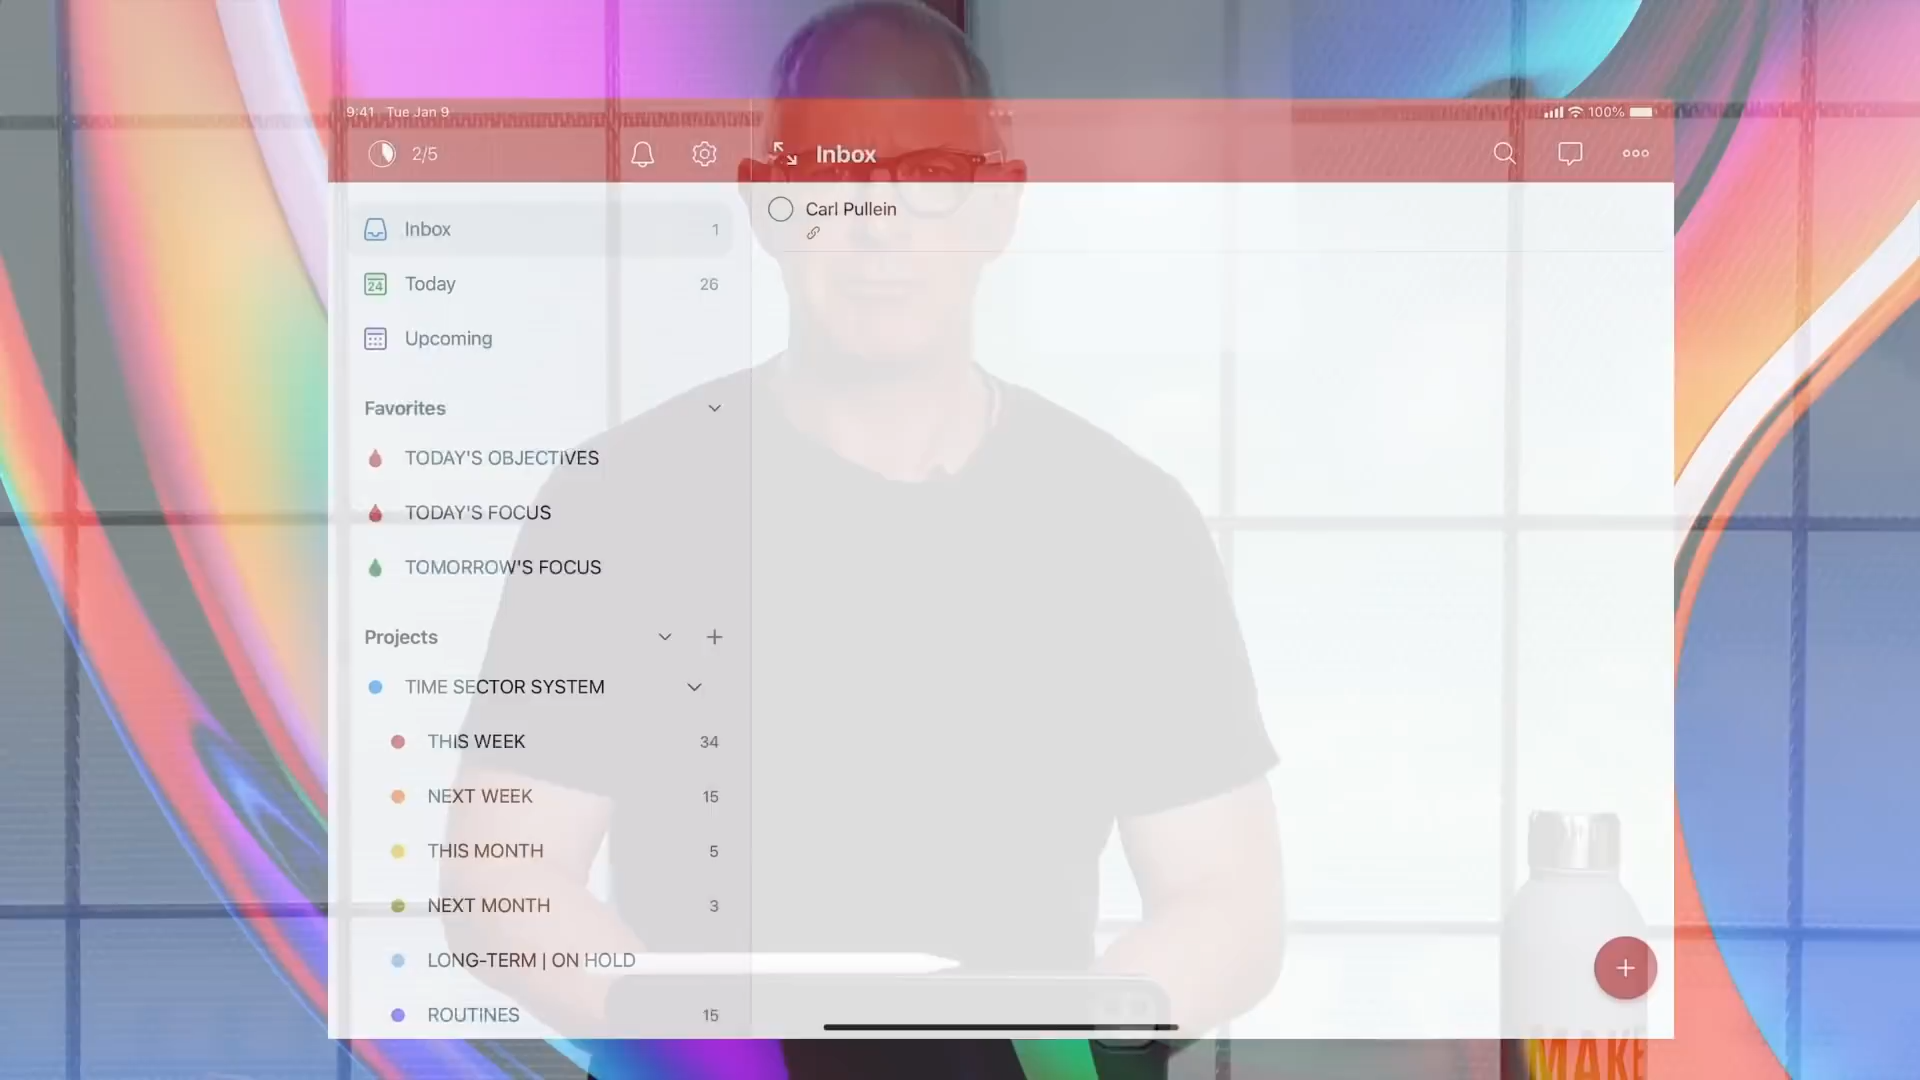 9:41 Tue Jan 9
100%
2/5
Inbox
Inbox 1
Carl Pullein
24
Today 26
Upcoming
Favorites
TODAY'S OBJECTIVES
TODAY'S FOCUS
TOMORROW'S FOCUS
Projects
TIME SECTOR SYSTEM
THIS WEEK 34
NEXT WEEK 15
THIS MONTH 5
NEXT MONTH 3
LONG-TERM | ON HOLD
ROUTINES 15
MAKE